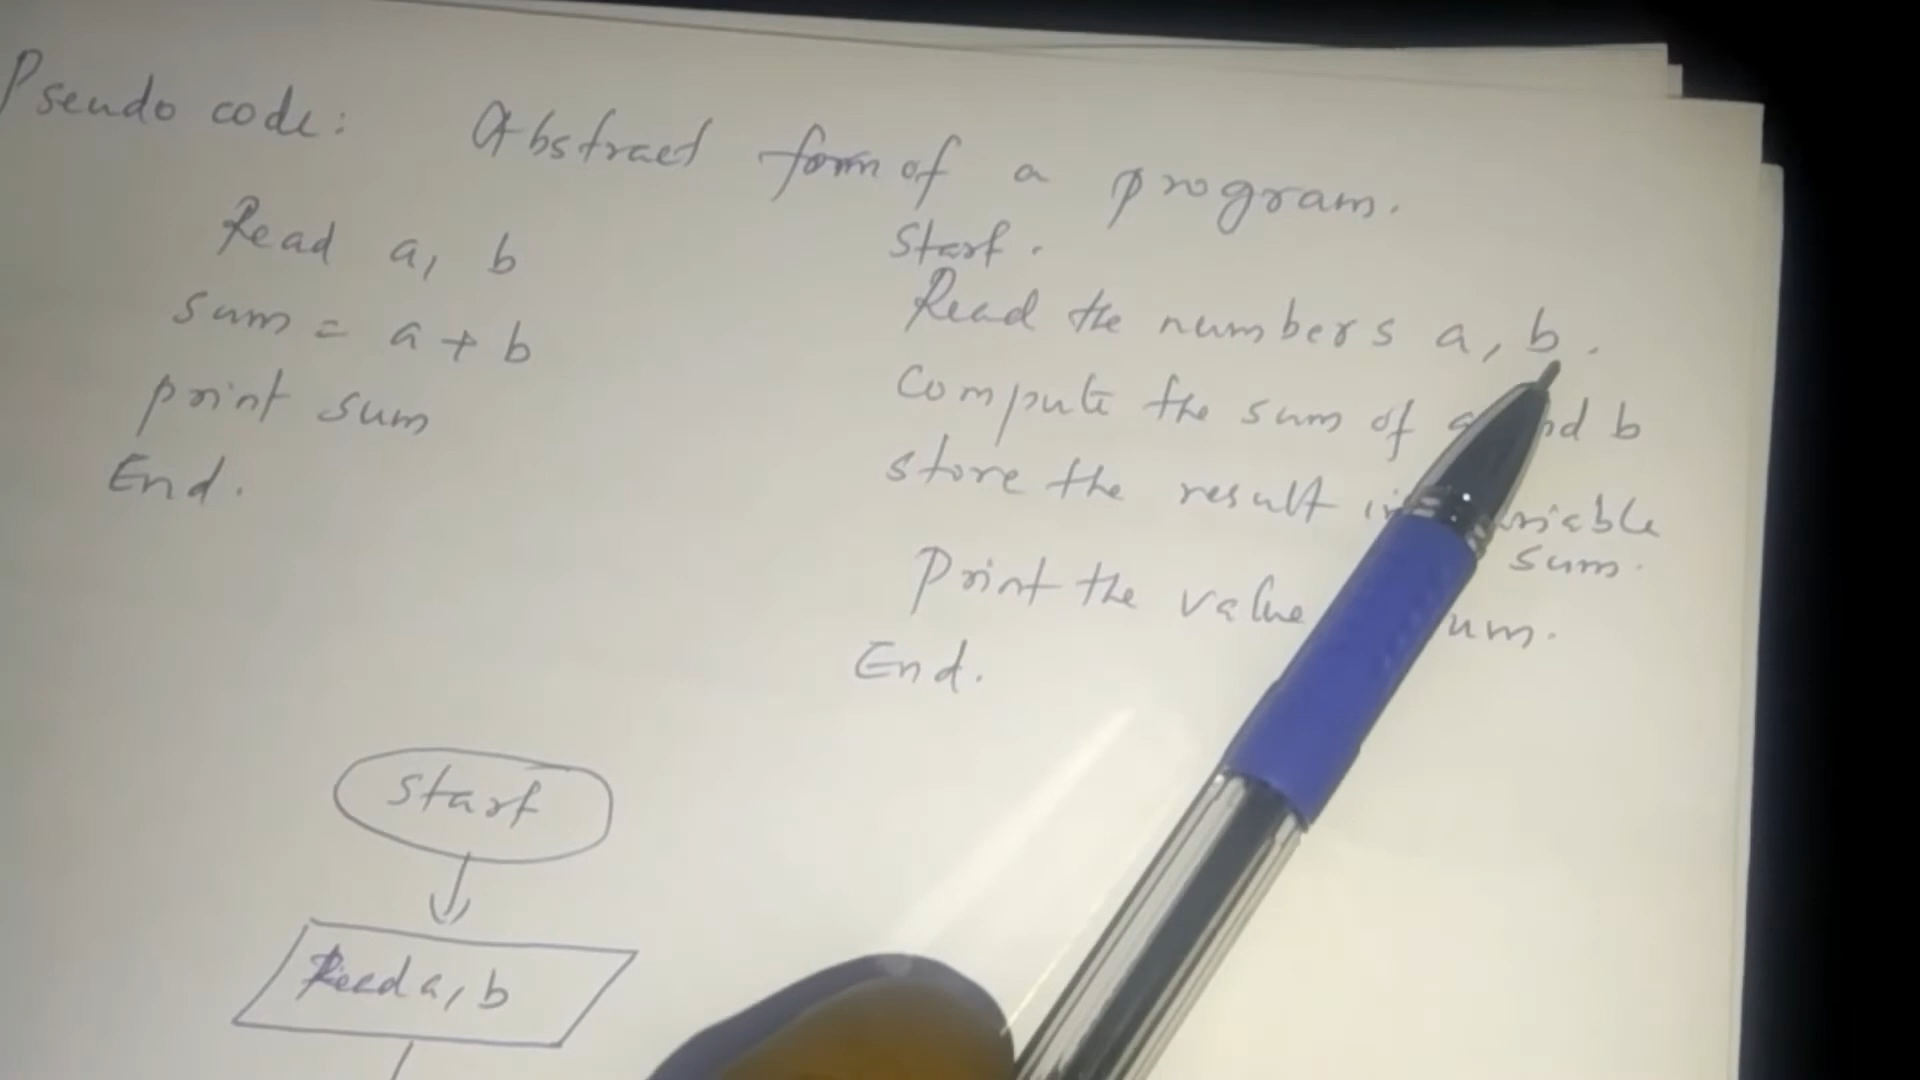 Pseudo code: Abstract form of a program.
Read a, b
sum = a + b
print sum
End.
Start.
Read the numbers a, b.
Compute the sum of b
store the result
sum.
Print the value
End.
Start
Read a, b